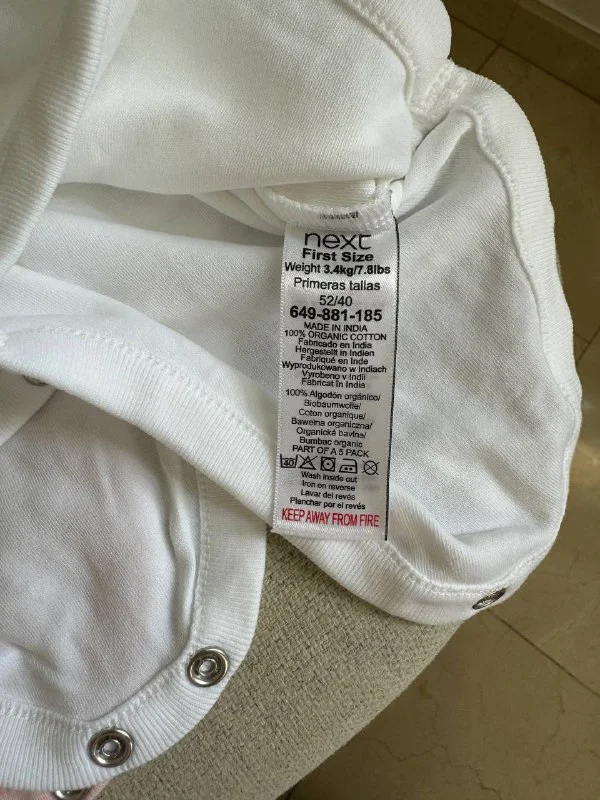 next
First Size
Weight 3.4kg/7.8lbs
Primeras tallas
52/40
649-881-185
MADE IN INDIA
100% ORGANIC COTTON
Fabricado en India
Hergestellt in Indien
Fabriqué en Inde
Wyprodukowano w Indiach
Vyrobeno v Indii
Fabricat în India
100% Algodón orgánico/
Biobaumwolle/
Coton organique/
Bawełna organiczna/
Organická bavlna/
Bumbac organic
PART OF A 5 PACK
40
Wash inside out
Iron on reverse
Lavar del revés
Planchar por el revés
KEEP AWAY FROM FIRE